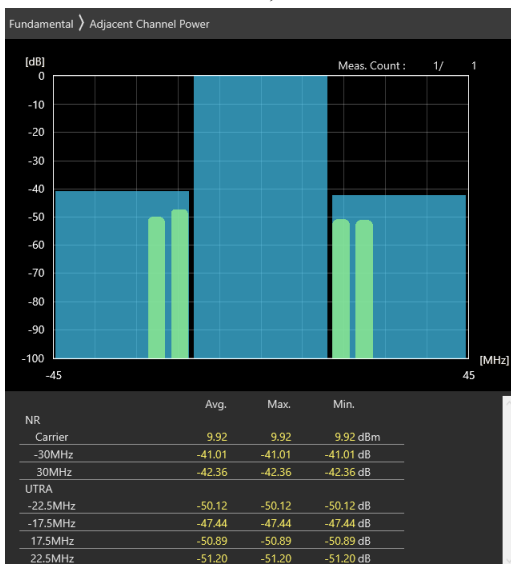 Fundamental 〉 Adjacent Channel Power
[dB] Meas. Count : 1/ 1
0
-10
-20
-30
-40
-50
-60
-70
-80
-90
-100 [MHz]
-45 45
Avg. Max. Min.
NR
Carrier 9.92 9.92 9.92 dBm
-30MHz -41.01 -41.01 -41.01 dB
30MHz -42.36 -42.36 -42.36 dB
UTRA
-22.5MHz -50.12 -50.12 -50.12 dB
-17.5MHz -47.44 -47.44 -47.44 dB
17.5MHz -50.89 -50.89 -50.89 dB
22.5MHz -51.20 -51.20 -51.20 dB